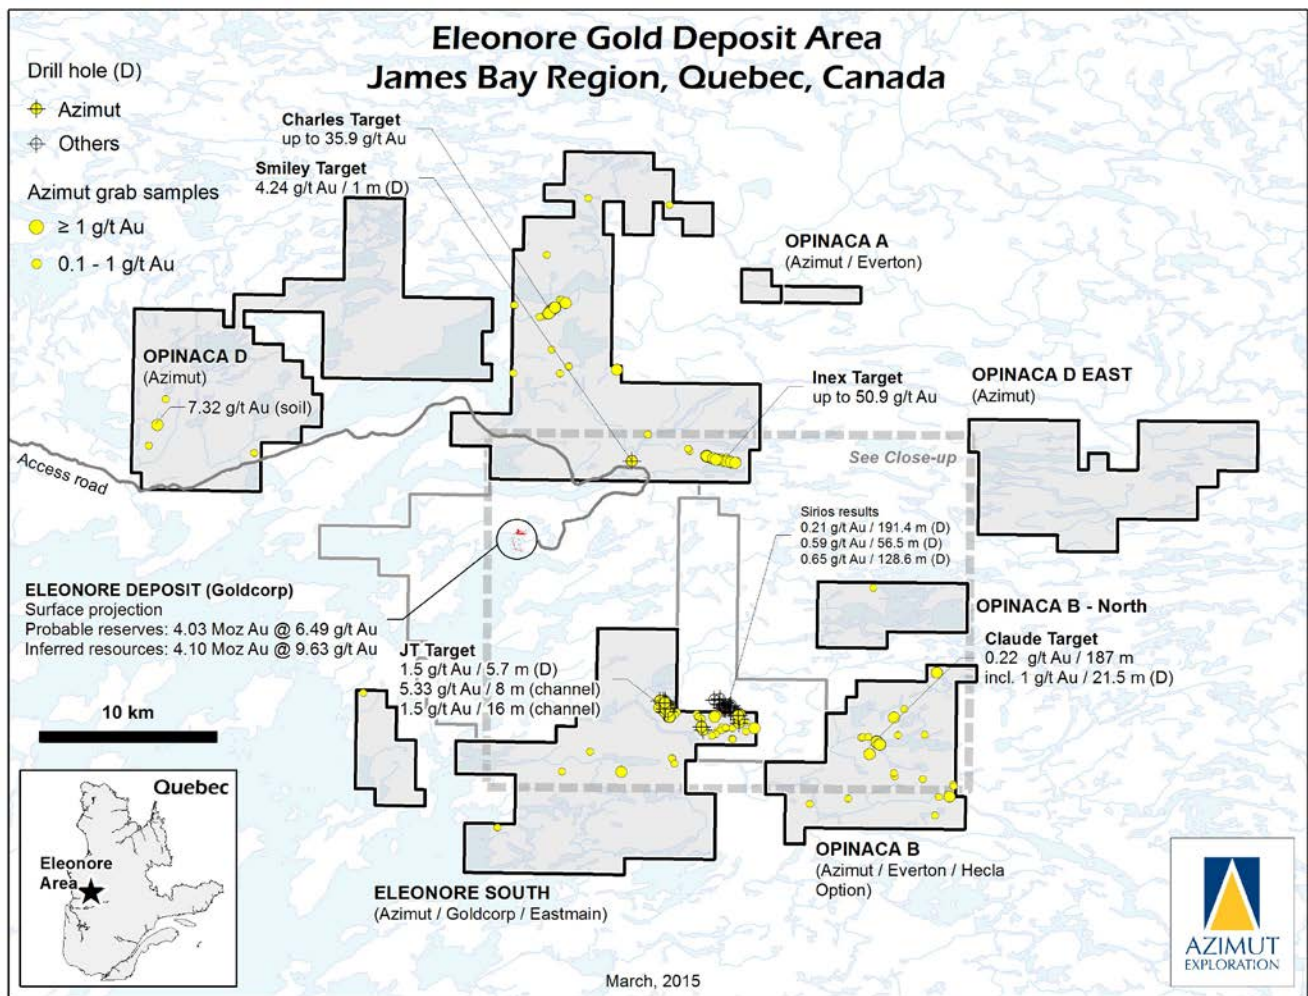 Eleonore Gold Deposit Area
James Bay Region, Quebec, Canada
Drill hole (D)
Azimut
Others
Azimut grab samples
≥ 1 g/t Au
0.1 - 1 g/t Au
Charles Target
up to 35.9 g/t Au
Smiley Target
4.24 g/t Au / 1 m (D)
OPINACA A
(Azimut / Everton)
OPINACA D
(Azimut)
7.32 g/t Au (soil)
Inex Target
up to 50.9 g/t Au
OPINACA D EAST
(Azimut)
See Close-up
Access road
Sirios results
0.21 g/t Au / 191.4 m (D)
0.59 g/t Au / 56.5 m (D)
0.65 g/t Au / 128.6 m (D)
ELEONORE DEPOSIT (Goldcorp)
Surface projection
Probable reserves: 4.03 Moz Au @ 6.49 g/t Au
Inferred resources: 4.10 Moz Au @ 9.63 g/t Au
OPINACA B - North
Claude Target
0.22 g/t Au / 187 m
incl. 1 g/t Au / 21.5 m (D)
JT Target
1.5 g/t Au / 5.7 m (D)
5.33 g/t Au / 8 m (channel)
1.5 g/t Au / 16 m (channel)
10 km
Quebec
Eleonore
Area
ELEONORE SOUTH
(Azimut / Goldcorp / Eastmain)
OPINACA B
(Azimut / Everton / Hecla
Option)
AZIMUT
EXPLORATION
March, 2015